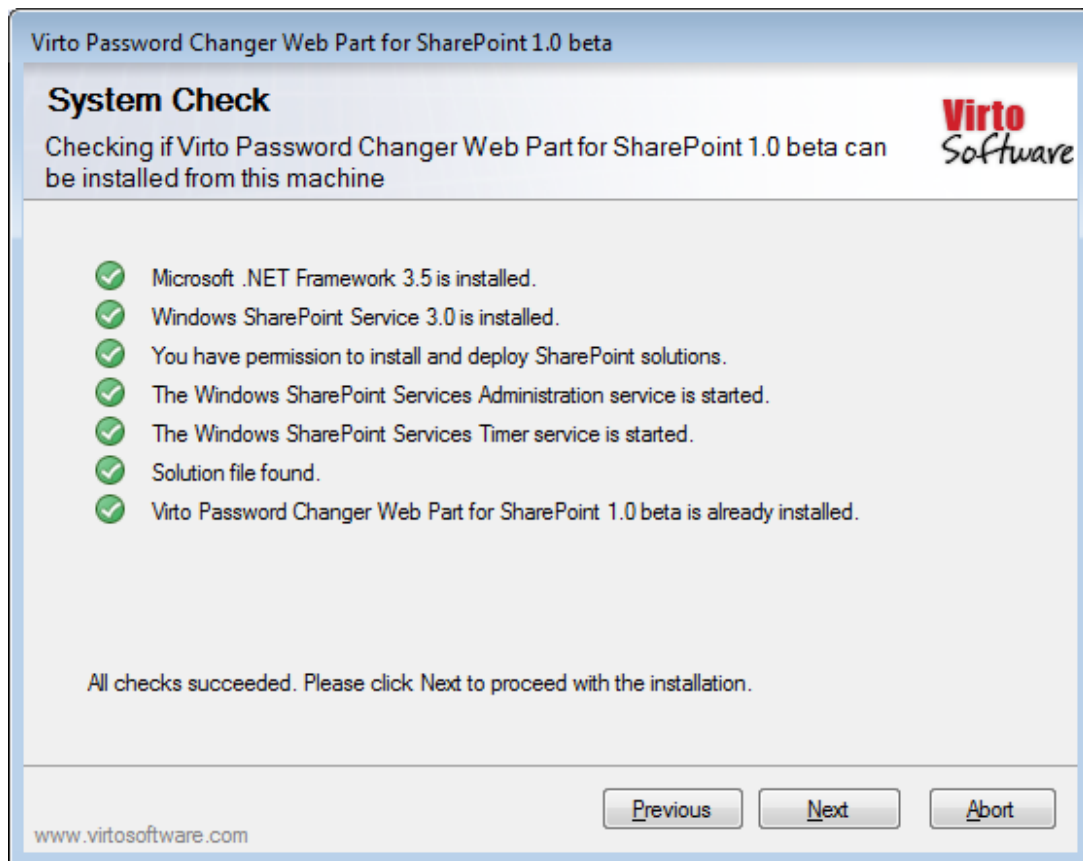 Virto Password Changer Web Part for SharePoint 1.0 beta
System Check
Checking if Virto Password Changer Web Part for SharePoint 1.0 beta can
be installed from this machine
Virto
Software
Microsoft .NET Framework 3.5 is installed.
Windows SharePoint Service 3.0 is installed.
You have permission to install and deploy SharePoint solutions.
The Windows SharePoint Services Administration service is started.
The Windows SharePoint Services Timer service is started.
Solution file found.
Virto Password Changer Web Part for SharePoint 1.0 beta is already installed.
All checks succeeded. Please click Next to proceed with the installation.
Previous Next Abort
www.virtosoftware.com